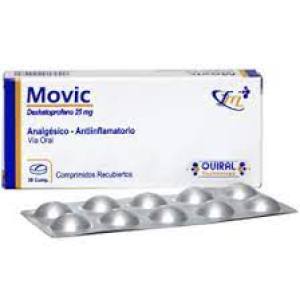 Movic
Dexketoprofeno 25 mg
Analgésico - Antiinflamatorio
Vía Oral
Comprimidos Recubiertos
QUIRAL